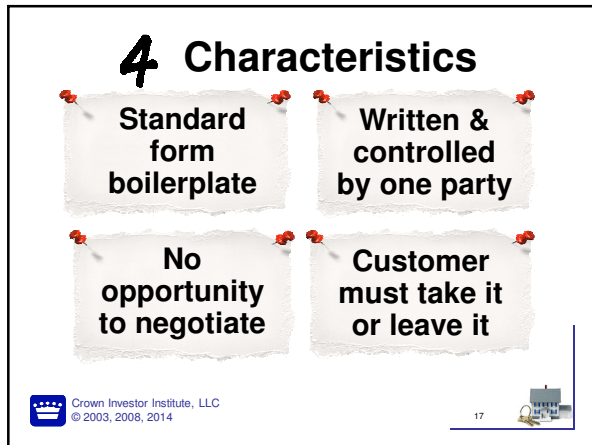 4 Characteristics
Standard
form
boilerplate
Written &
controlled
by one party
No
opportunity
to negotiate
Customer
must take it
or leave it
Crown Investor Institute, LLC
© 2003, 2008, 2014
17